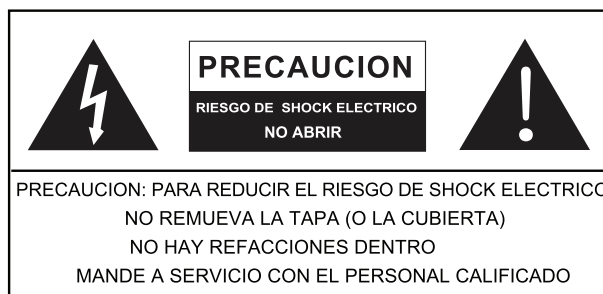 PRECAUCION
RIESGO DE SHOCK ELECTRICO
NO ABRIR
PRECAUCION: PARA REDUCIR EL RIESGO DE SHOCK ELECTRICO
NO REMUEVA LA TAPA (O LA CUBIERTA)
NO HAY REFACCIONES DENTRO
MANDE A SERVICIO CON EL PERSONAL CALIFICADO